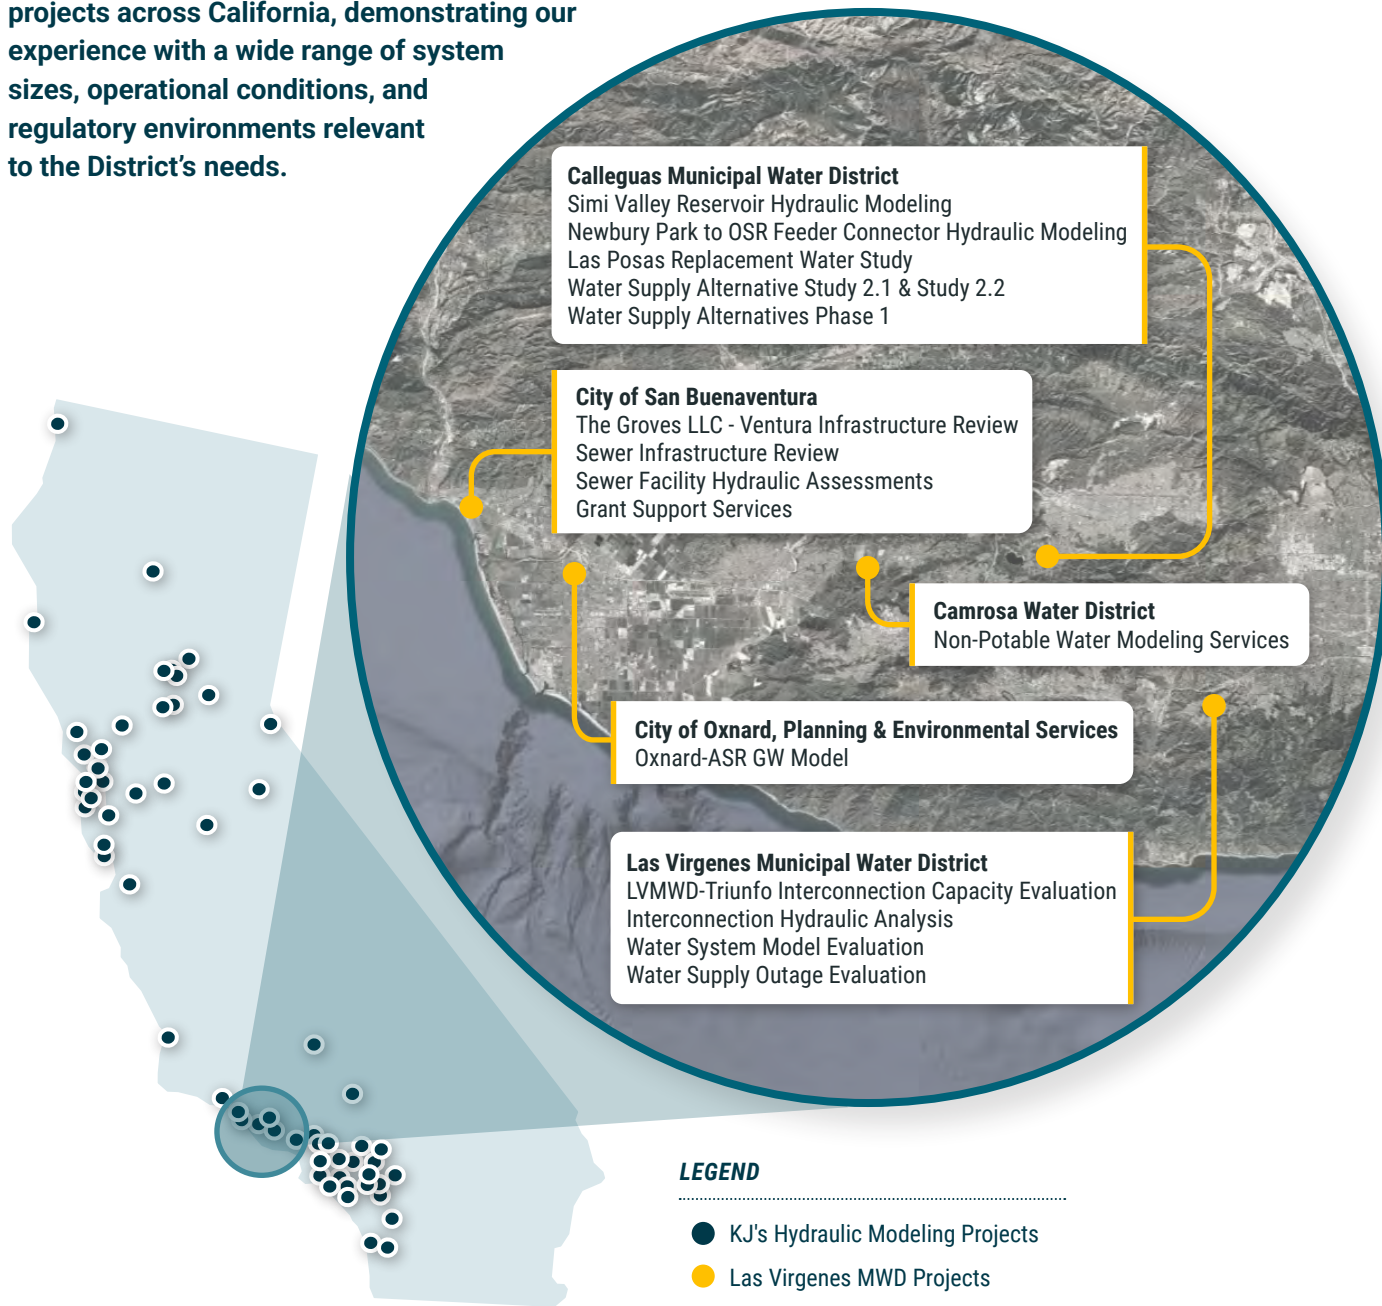 projects across California, demonstrating our
experience with a wide range of system
sizes, operational conditions, and
regulatory environments relevant
to the District’s needs.
Calleguas Municipal Water District
Simi Valley Reservoir Hydraulic Modeling
Newbury Park to OSR Feeder Connector Hydraulic Modeling
Las Posas Replacement Water Study
Water Supply Alternative Study 2.1 & Study 2.2
Water Supply Alternatives Phase 1
City of San Buenaventura
The Groves LLC - Ventura Infrastructure Review
Sewer Infrastructure Review
Sewer Facility Hydraulic Assessments
Grant Support Services
Camrosa Water District
Non-Potable Water Modeling Services
City of Oxnard, Planning & Environmental Services
Oxnard-ASR GW Model
Las Virgenes Municipal Water District
LVMWD-Triunfo Interconnection Capacity Evaluation
Interconnection Hydraulic Analysis
Water System Model Evaluation
Water Supply Outage Evaluation
LEGEND
KJ's Hydraulic Modeling Projects
Las Virgenes MWD Projects